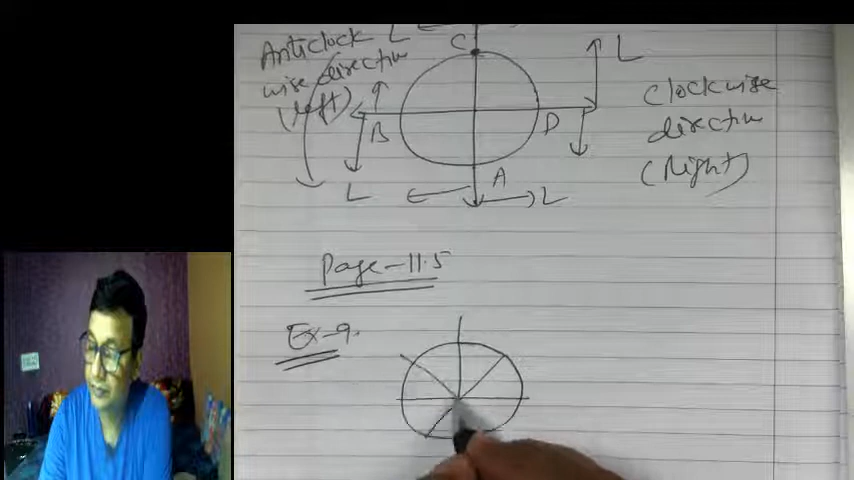 Anticlock L
wise direction
(left)
C
L
Clockwise
direction
(Right)
B
D
L
A
L
Page-11.5
Ex-9.